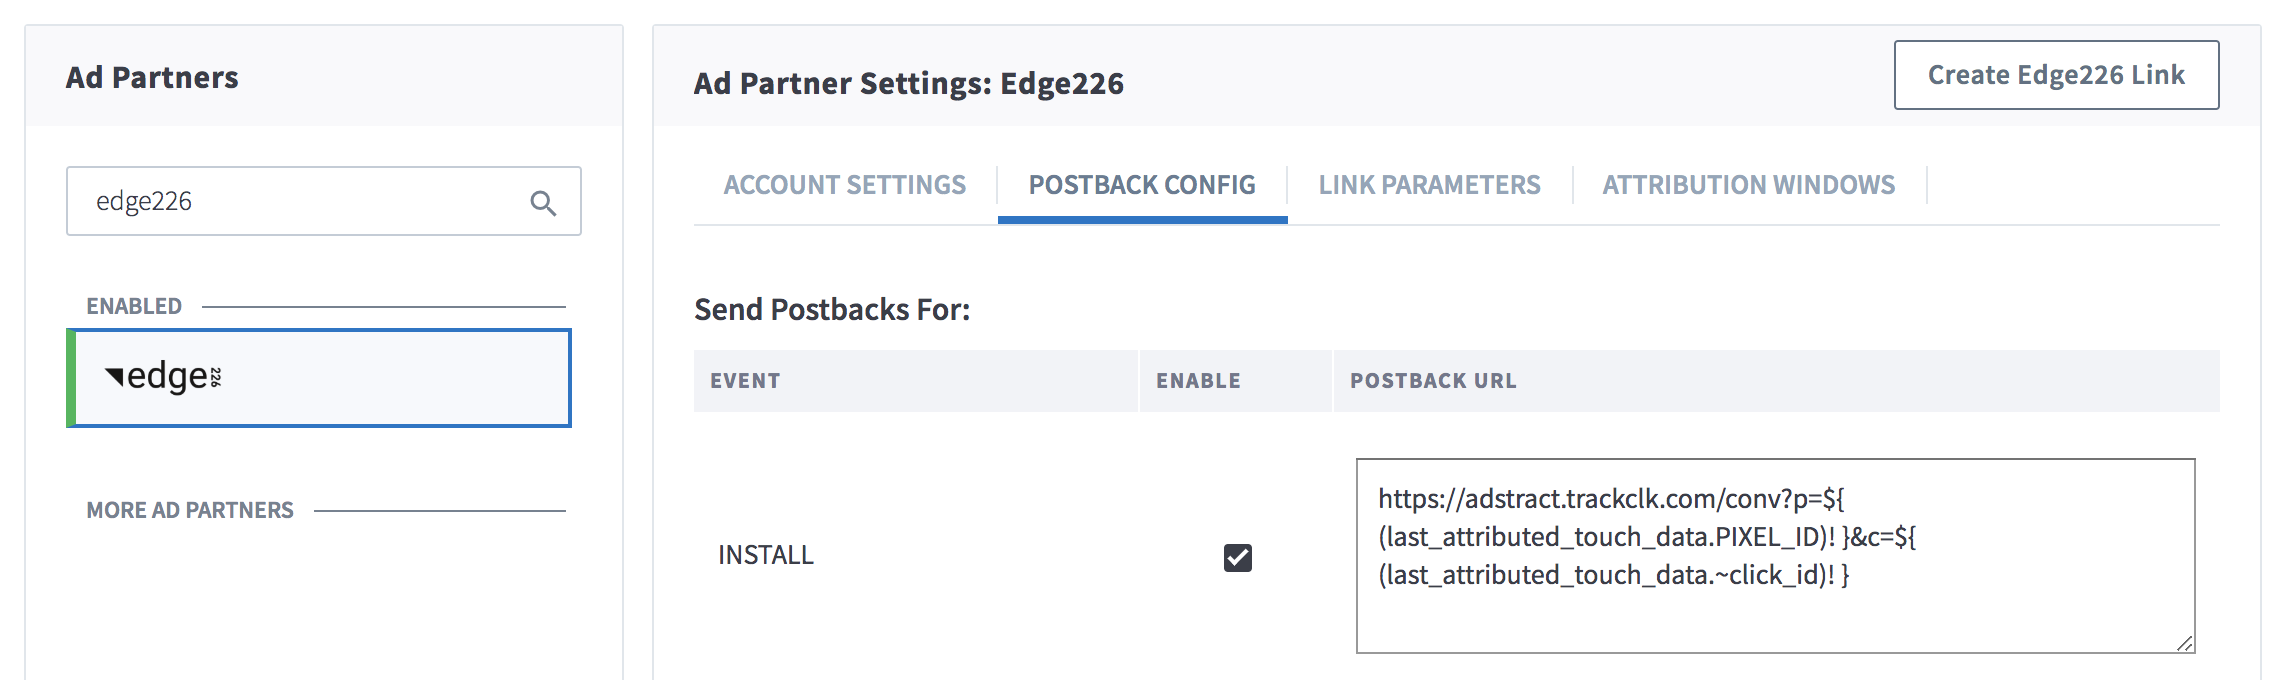 Ad Partners
edge226
ENABLED
edge226
MORE AD PARTNERS
Ad Partner Settings: Edge226
Create Edge226 Link
ACCOUNT SETTINGS
POSTBACK CONFIG
LINK PARAMETERS
ATTRIBUTION WINDOWS
Send Postbacks For:
EVENT
ENABLE
POSTBACK URL
INSTALL
https://adstract.trackclk.com/conv?p=${
(last_attributed_touch_data.PIXEL_ID)! }&c=${
(last_attributed_touch_data.~click_id)! }